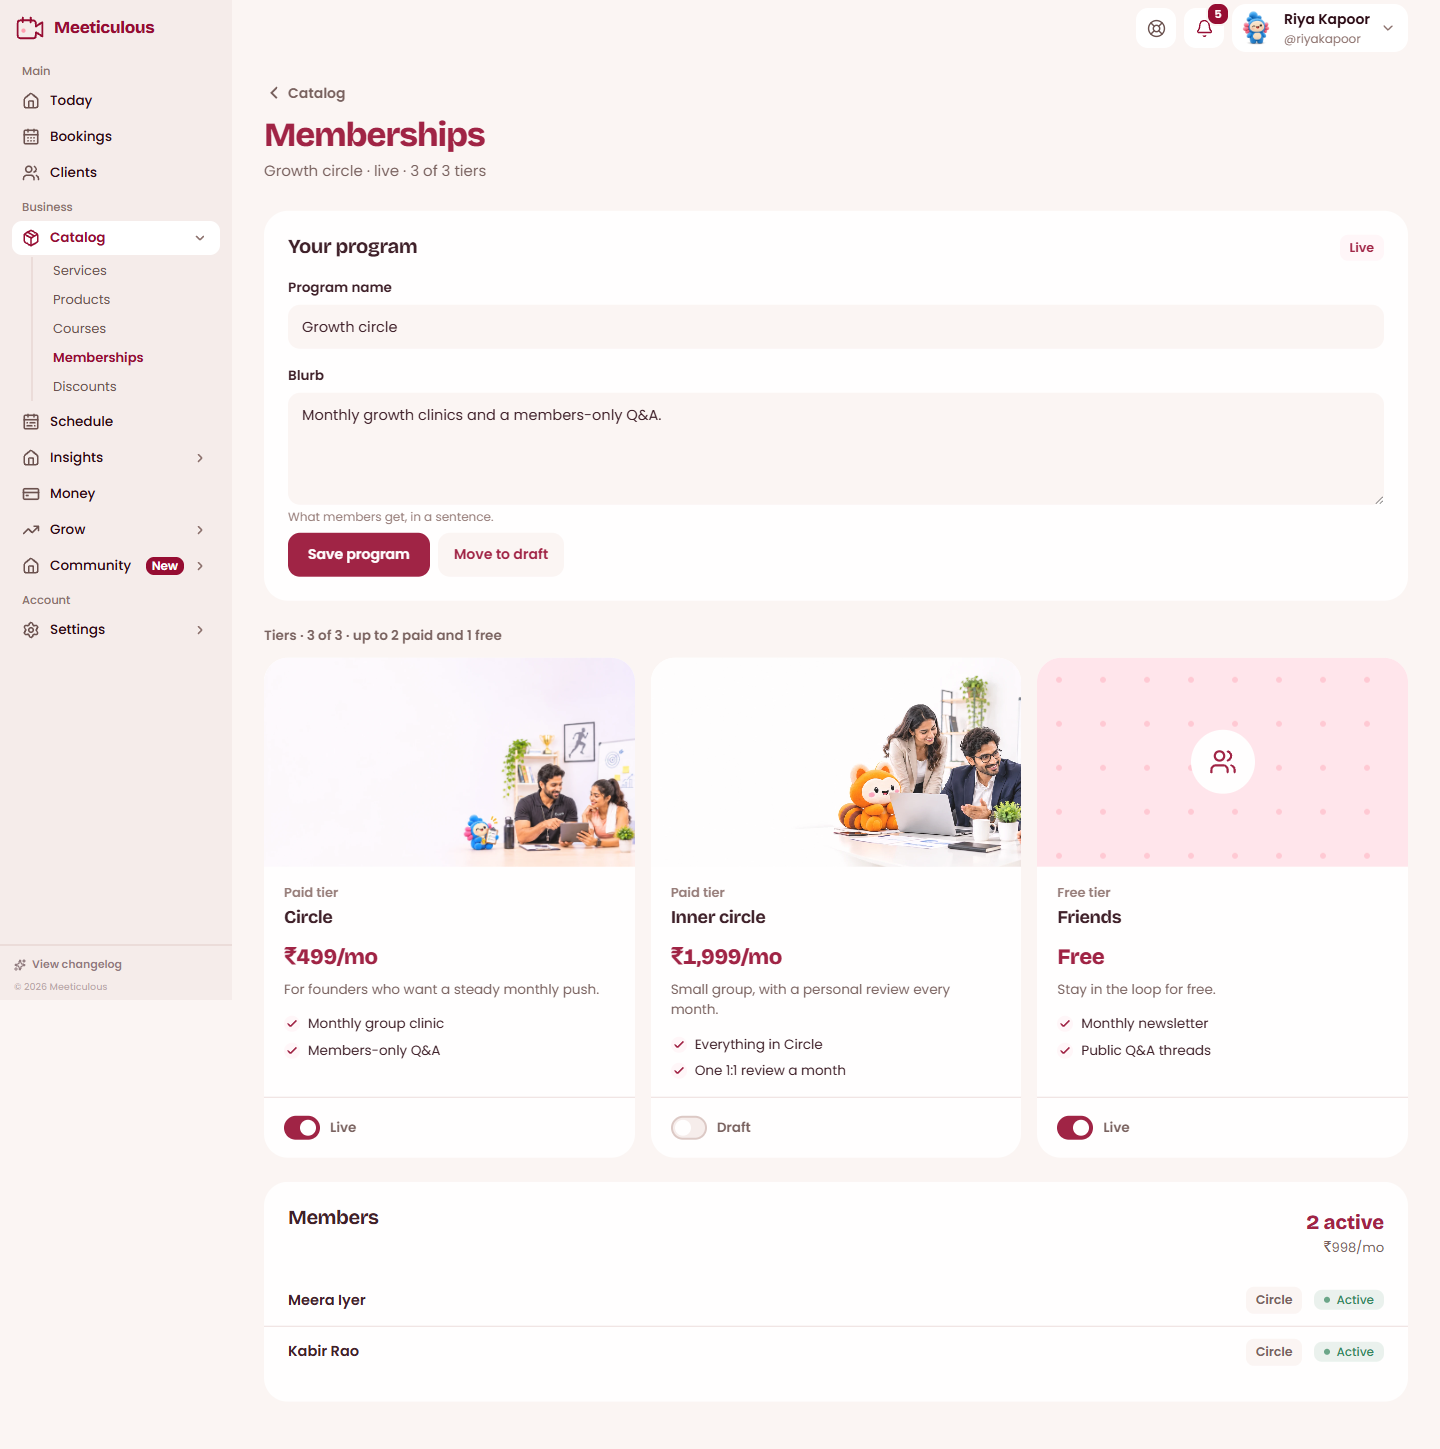 Meeticulous
Main
Today
Bookings
Clients
Business
Catalog
Services
Products
Courses
Memberships
Discounts
Schedule
Insights
Money
Grow
Community New
Account
Settings
View changelog
© 2026 Meeticulous
5
Riya Kapoor
@riyakapoor
Catalog
Memberships
Growth circle · live · 3 of 3 tiers
Your program
Live
Program name
Growth circle
Blurb
Monthly growth clinics and a members-only Q&A.
What members get, in a sentence.
Save program
Move to draft
Tiers · 3 of 3 · up to 2 paid and 1 free
Paid tier
Circle
₹499/mo
For founders who want a steady monthly push.
Monthly group clinic
Members-only Q&A
Live
Paid tier
Inner circle
₹1,999/mo
Small group, with a personal review every
month.
Everything in Circle
One 1:1 review a month
Draft
Free tier
Friends
Free
Stay in the loop for free.
Monthly newsletter
Public Q&A threads
Live
Members
2 active
₹998/mo
Meera Iyer
Circle
Active
Kabir Rao
Circle
Active